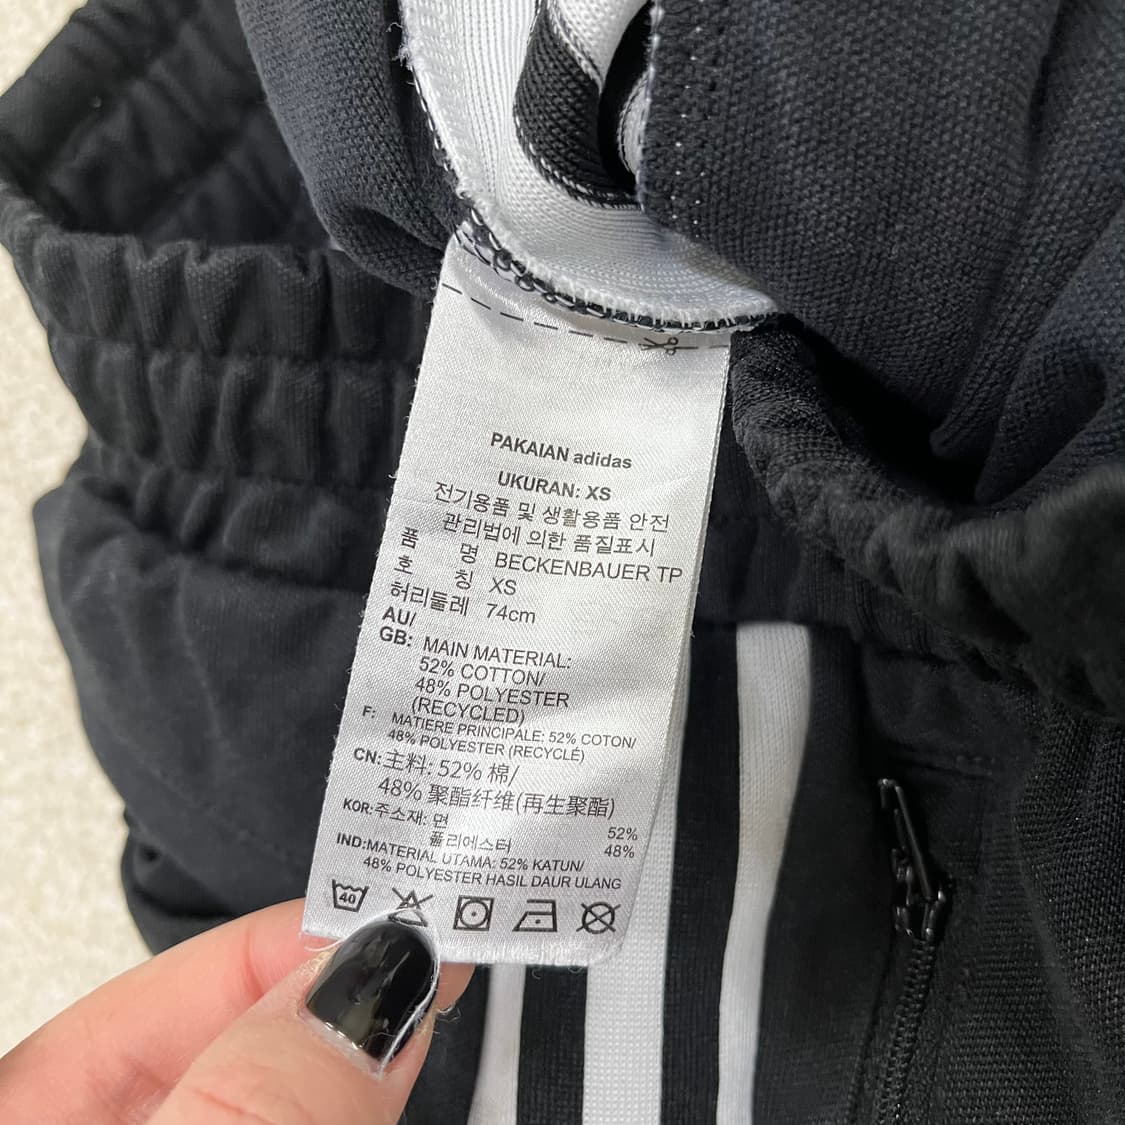 PAKAIAN adidas
UKURAN: XS
전기용품 및 생활용품 안전
관리법에 의한 품질표시
품 명 BECKENBAUER TP
호 칭 XS
허리둘레 74cm
AU/
GB: MAIN MATERIAL:
52% COTTON/
48% POLYESTER
(RECYCLED)
F: MATIERE PRINCIPALE: 52% COTON/
48% POLYESTER (RECYCLÉ)
CN: 主料: 52% 棉/
48% 聚酯纤维(再生聚酯)
KOR: 주소재: 면 52%
폴리에스터 48%
IND: MATERIAL UTAMA: 52% KATUN/
48% POLYESTER HASIL DAUR ULANG
40